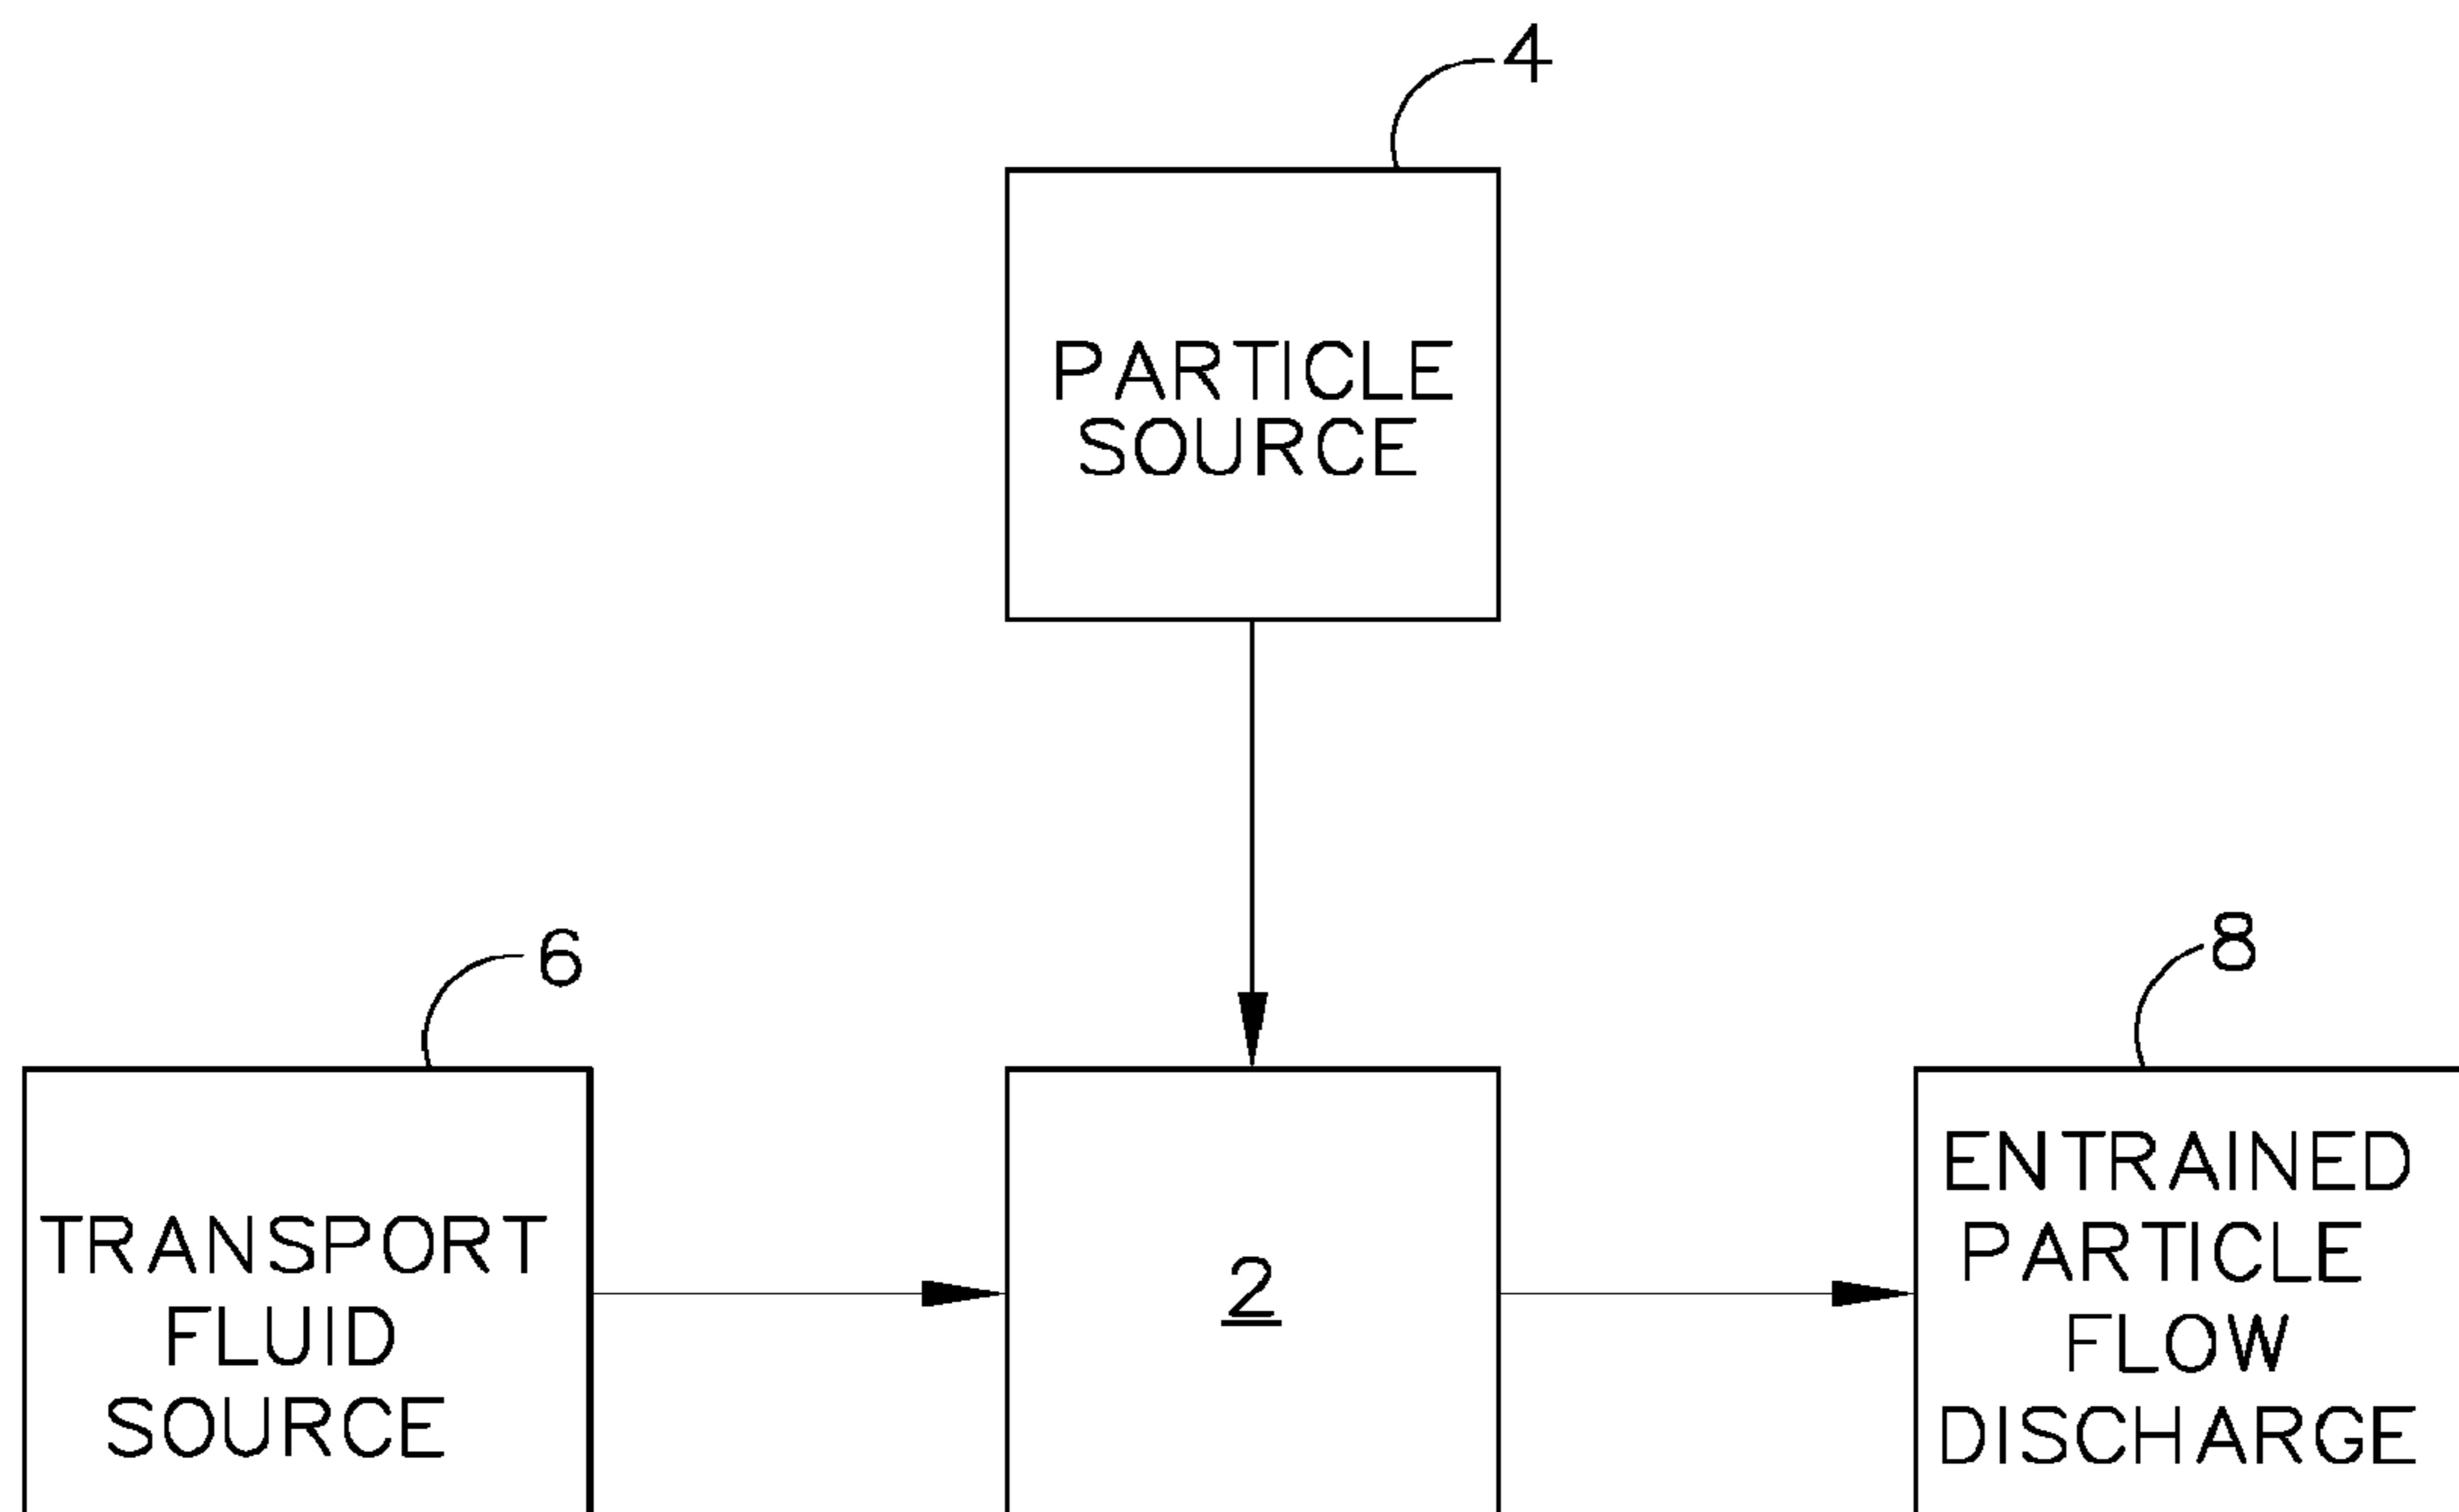 4
PARTICLE
SOURCE
6
8
TRANSPORT
FLUID
SOURCE
2
ENTRAINED
PARTICLE
FLOW
DISCHARGE